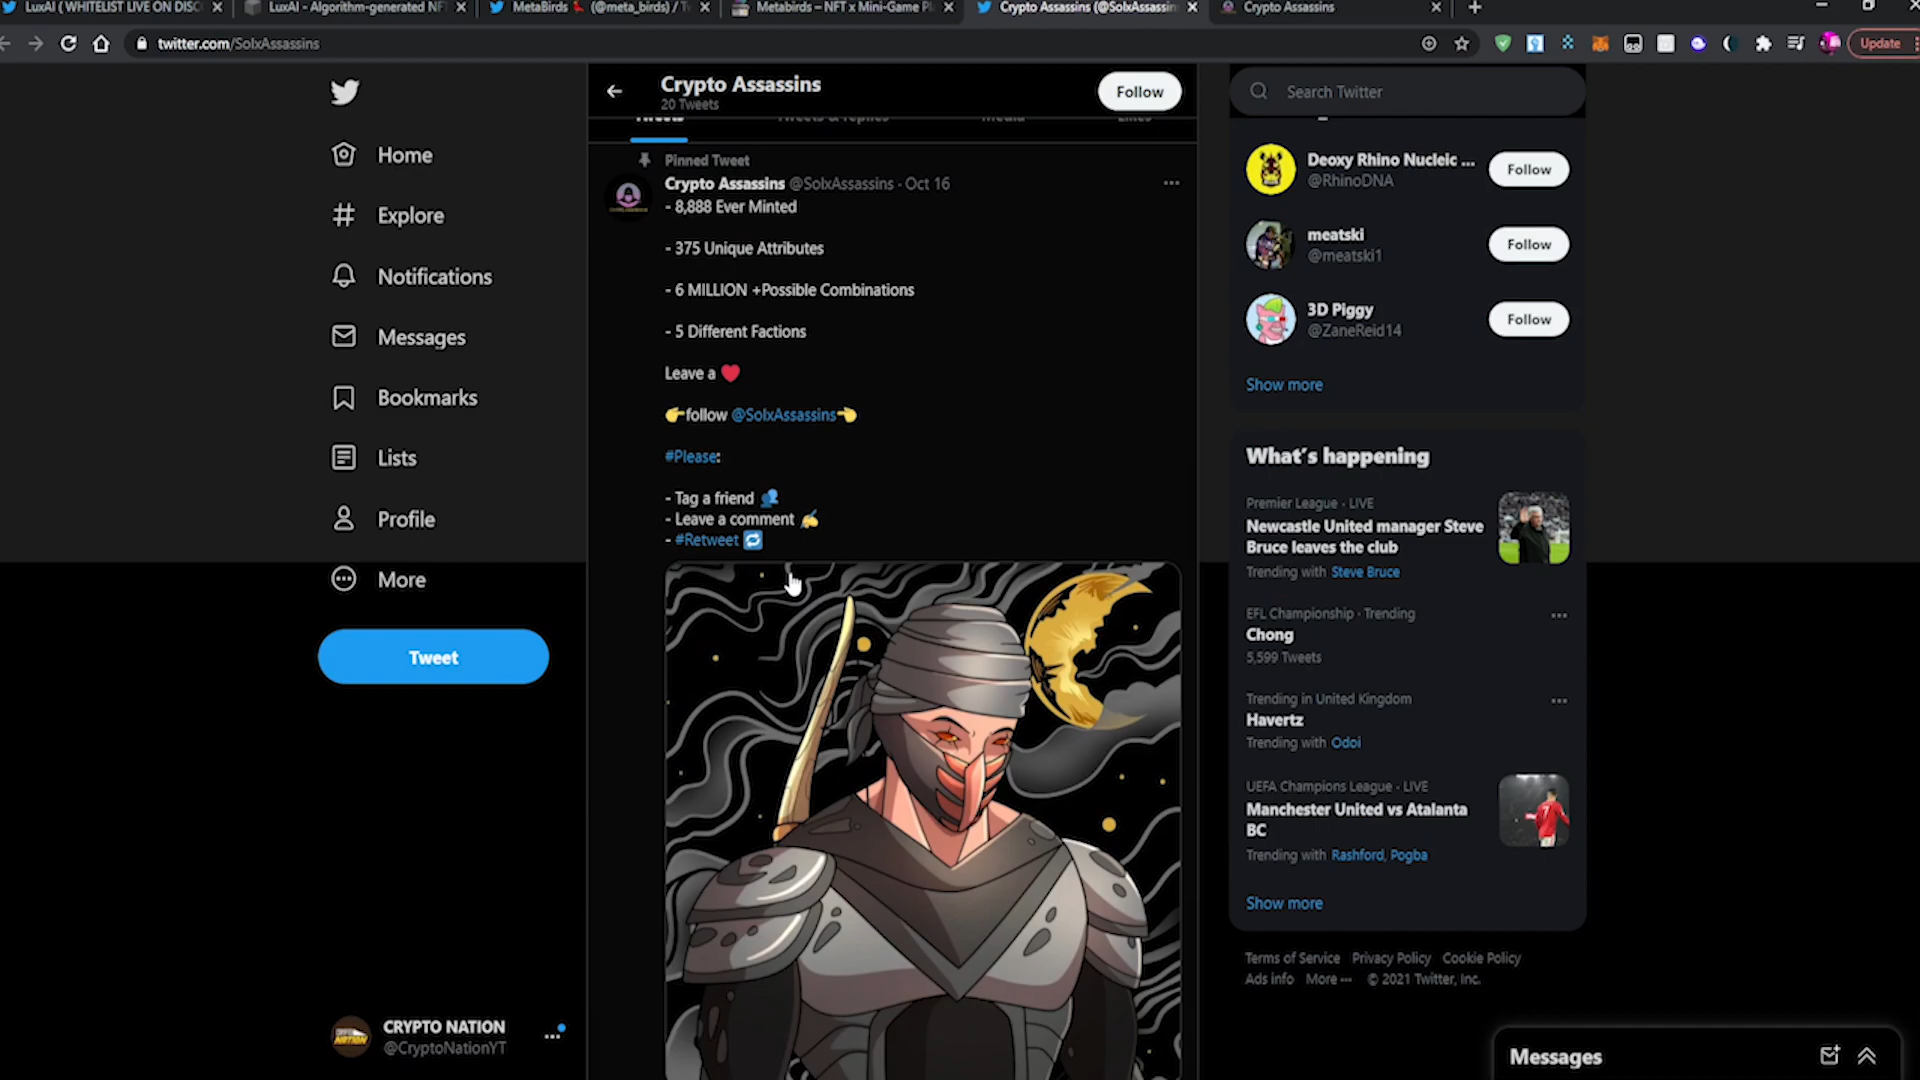 LuxAI ( WHITELIST LIVE ON DISC
LuxAI - Algorithm-generated NF
MetaBirds (@meta_birds) / T
Metabirds – NFT x Mini-Game Pl
Crypto Assassins (@SolxAssassin
Crypto Assassins
twitter.com/SolxAssassins
Update
Home
Explore
Notifications
Messages
Bookmarks
Lists
Profile
More
Tweet
CRYPTO NATION
@CryptoNationYT
Crypto Assassins
20 Tweets
Follow
Tweets
Tweets & replies
Media
Likes
Pinned Tweet
Crypto Assassins @SolxAssassins · Oct 16
- 8,888 Ever Minted
- 375 Unique Attributes
- 6 MILLION +Possible Combinations
- 5 Different Factions
Leave a ❤️
👉follow @SolxAssassins👈
#Please:
- Tag a friend 👥
- Leave a comment ✍️
- #Retweet 🔁
Search Twitter
Deoxy Rhino Nucleic ...
@RhinoDNA
Follow
meatski
@meatski1
Follow
3D Piggy
@ZaneReid14
Follow
Show more
What's happening
Premier League · LIVE
Newcastle United manager Steve
Bruce leaves the club
Trending with Steve Bruce
EFL Championship · Trending
Chong
5,599 Tweets
Trending in United Kingdom
Havertz
Trending with Odoi
UEFA Champions League · LIVE
Manchester United vs Atalanta
BC
Trending with Rashford, Pogba
Show more
Terms of Service Privacy Policy Cookie Policy
Ads info More ··· © 2021 Twitter, Inc.
Messages